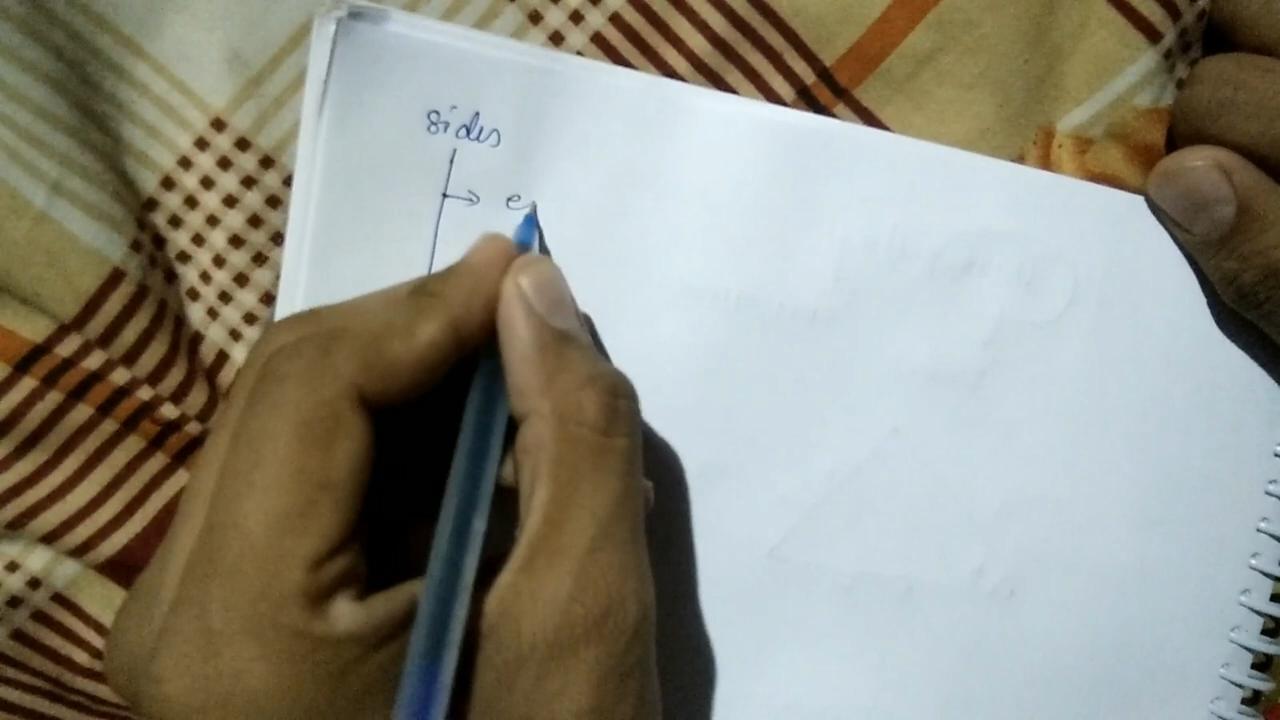 sides
→ e